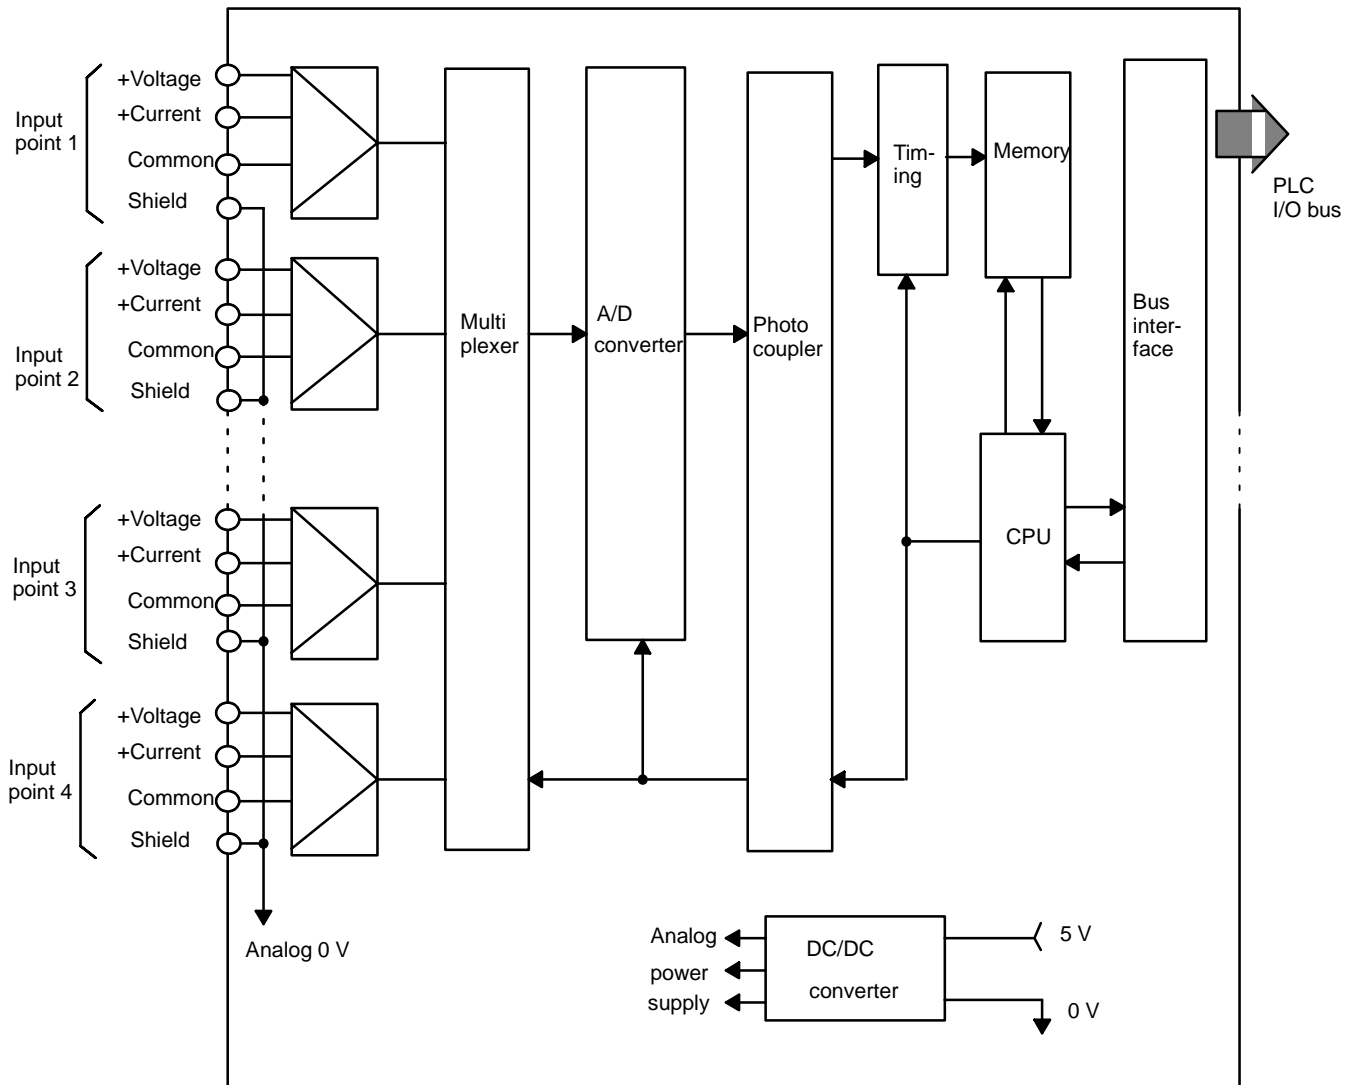 Input
point 1
+Voltage
+Current
Common
Shield
Input
point 2
+Voltage
+Current
Common
Shield
Input
point 3
+Voltage
+Current
Common
Shield
Input
point 4
+Voltage
+Current
Common
Shield
Analog 0 V
Multi
plexer
A/D
converter
Photo
coupler
Tim-
ing
Memory
CPU
Bus
inter-
face
PLC
I/O bus
Analog
power
supply
DC/DC
converter
5 V
0 V